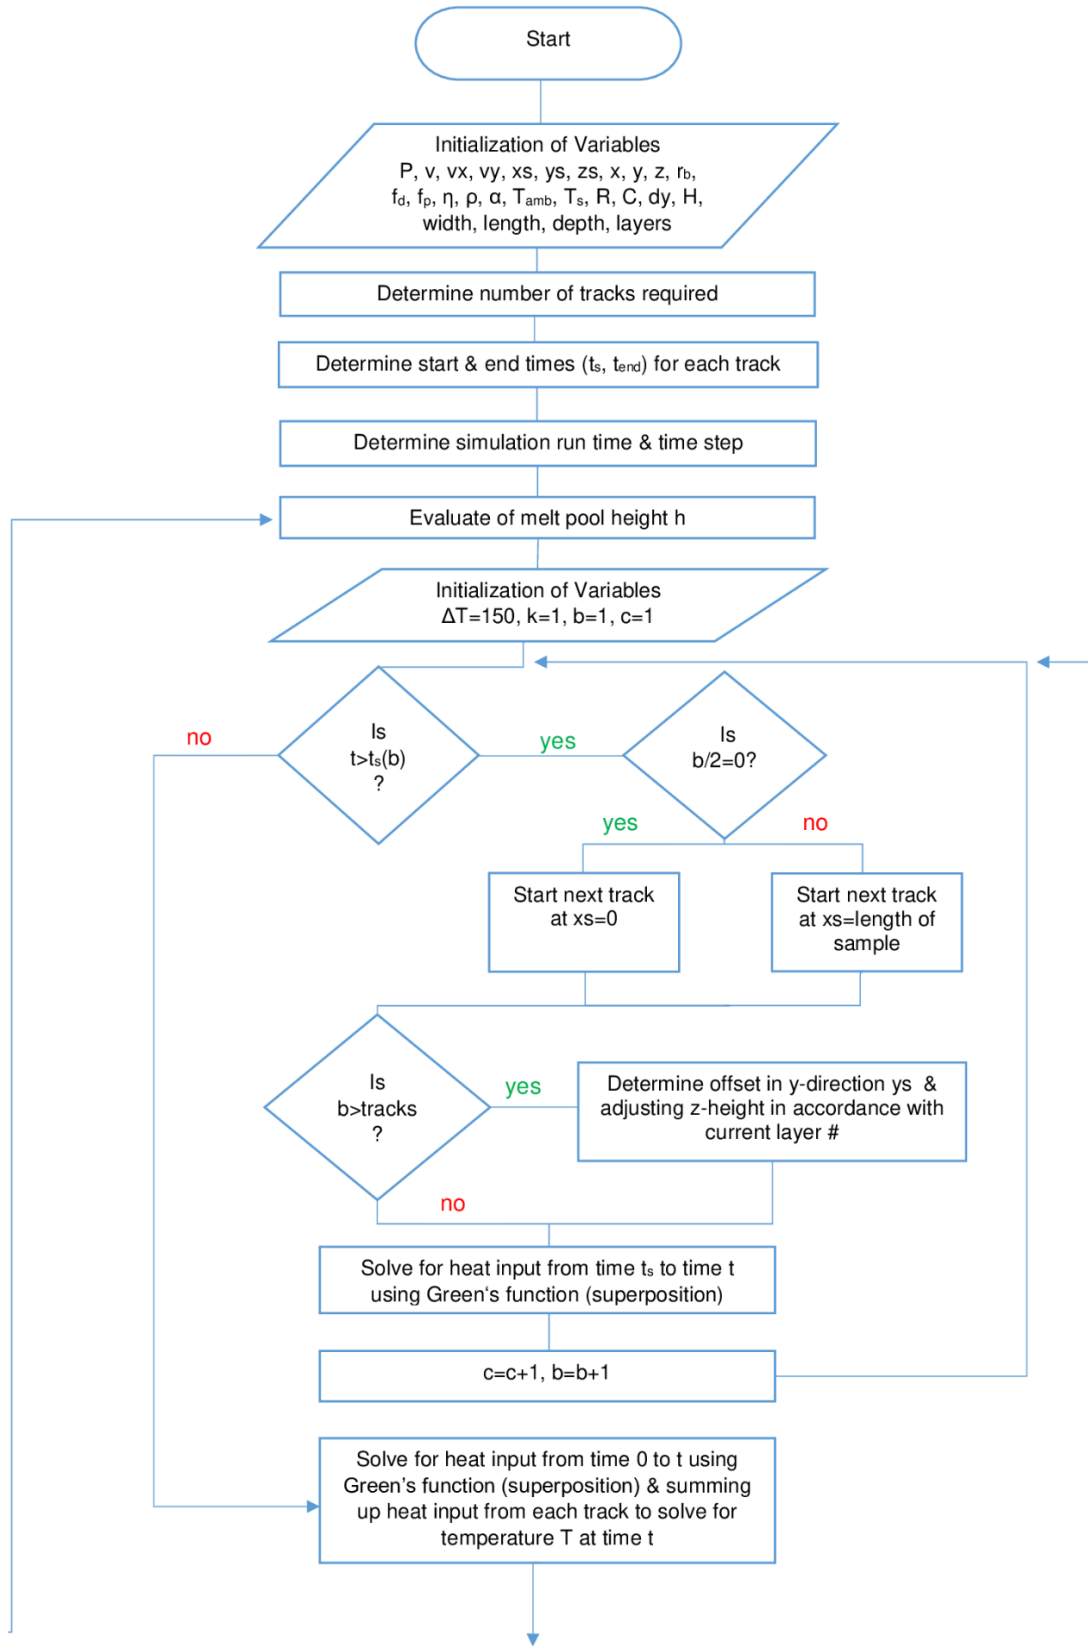 Start
Initialization of Variables
P, v, vx, vy, xs, ys, zs, x, y, z, rb,
fd, fp, η, ρ, α, Tamb, Ts, R, C, dy, H,
width, length, depth, layers
Determine number of tracks required
Determine start & end times (ts, tend) for each track
Determine simulation run time & time step
Evaluate of melt pool height h
Initialization of Variables
ΔT=150, k=1, b=1, c=1
Is
t>ts(b)
?
no
yes
Is
b/2=0?
yes
no
Start next track
at xs=0
Start next track
at xs=length of
sample
Is
b>tracks
?
yes
no
Determine offset in y-direction ys &
adjusting z-height in accordance with
current layer #
Solve for heat input from time ts to time t
using Green‘s function (superposition)
c=c+1, b=b+1
Solve for heat input from time 0 to t using
Green’s function (superposition) & summing
up heat input from each track to solve for
temperature T at time t